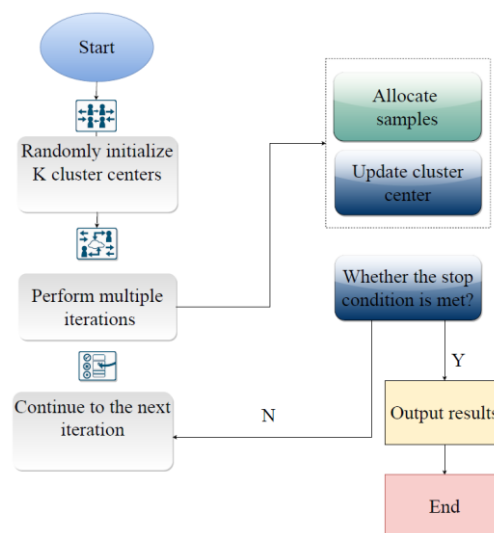 Start
Randomly initialize
K cluster centers
Perform multiple
iterations
Allocate
samples
Update cluster
center
Whether the stop
condition is met?
Y
N
Continue to the next
iteration
Output results
End